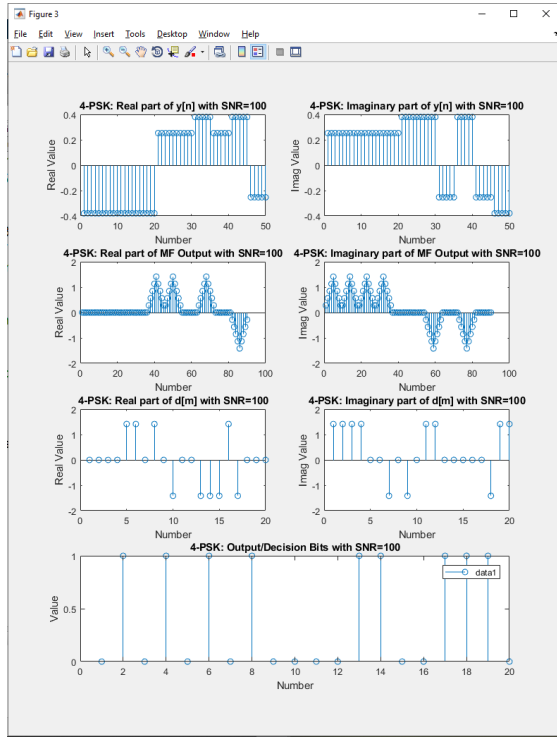 Figure 3
File Edit View Insert Tools Desktop Window Help
4-PSK: Real part of y[n] with SNR=100
Real Value
0.4
0.2
0
-0.2
-0.4
0 10 20 30 40 50
Number
4-PSK: Imaginary part of y[n] with SNR=100
Imag Value
0.4
0.2
0
-0.2
-0.4
0 10 20 30 40 50
Number
4-PSK: Real part of MF Output with SNR=100
Real Value
2
1
0
-1
-2
0 20 40 60 80 100
Number
4-PSK: Imaginary part of MF Output with SNR=100
Imag Value
2
1
0
-1
-2
0 20 40 60 80 100
Number
4-PSK: Real part of d[m] with SNR=100
Real Value
2
1
0
-1
-2
0 5 10 15 20
Number
4-PSK: Imaginary part of d[m] with SNR=100
Imag Value
2
1
0
-1
-2
0 5 10 15 20
Number
4-PSK: Output/Decision Bits with SNR=100
Value
1
0.5
0
data1
0 2 4 6 8 10 12 14 16 18 20
Number